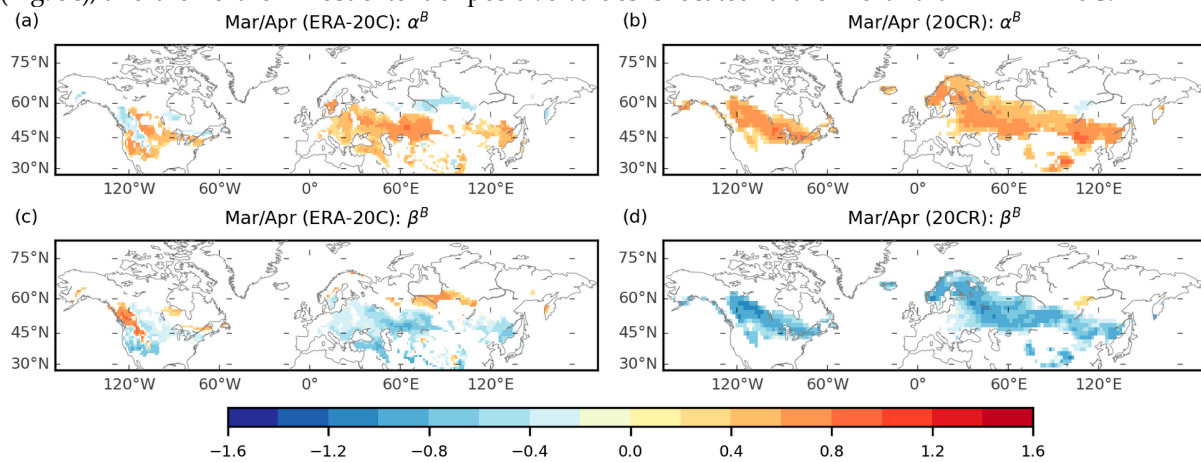 (a) Mar/Apr (ERA-20C): α^B
(b) Mar/Apr (20CR): α^B
75°N
60°N
45°N
30°N
120°W 60°W 0° 60°E 120°E
75°N
60°N
45°N
30°N
120°W 60°W 0° 60°E 120°E
(c) Mar/Apr (ERA-20C): β^B
(d) Mar/Apr (20CR): β^B
75°N
60°N
45°N
30°N
120°W 60°W 0° 60°E 120°E
75°N
60°N
45°N
30°N
120°W 60°W 0° 60°E 120°E
−1.6 −1.2 −0.8 −0.4 0.0 0.4 0.8 1.2 1.6